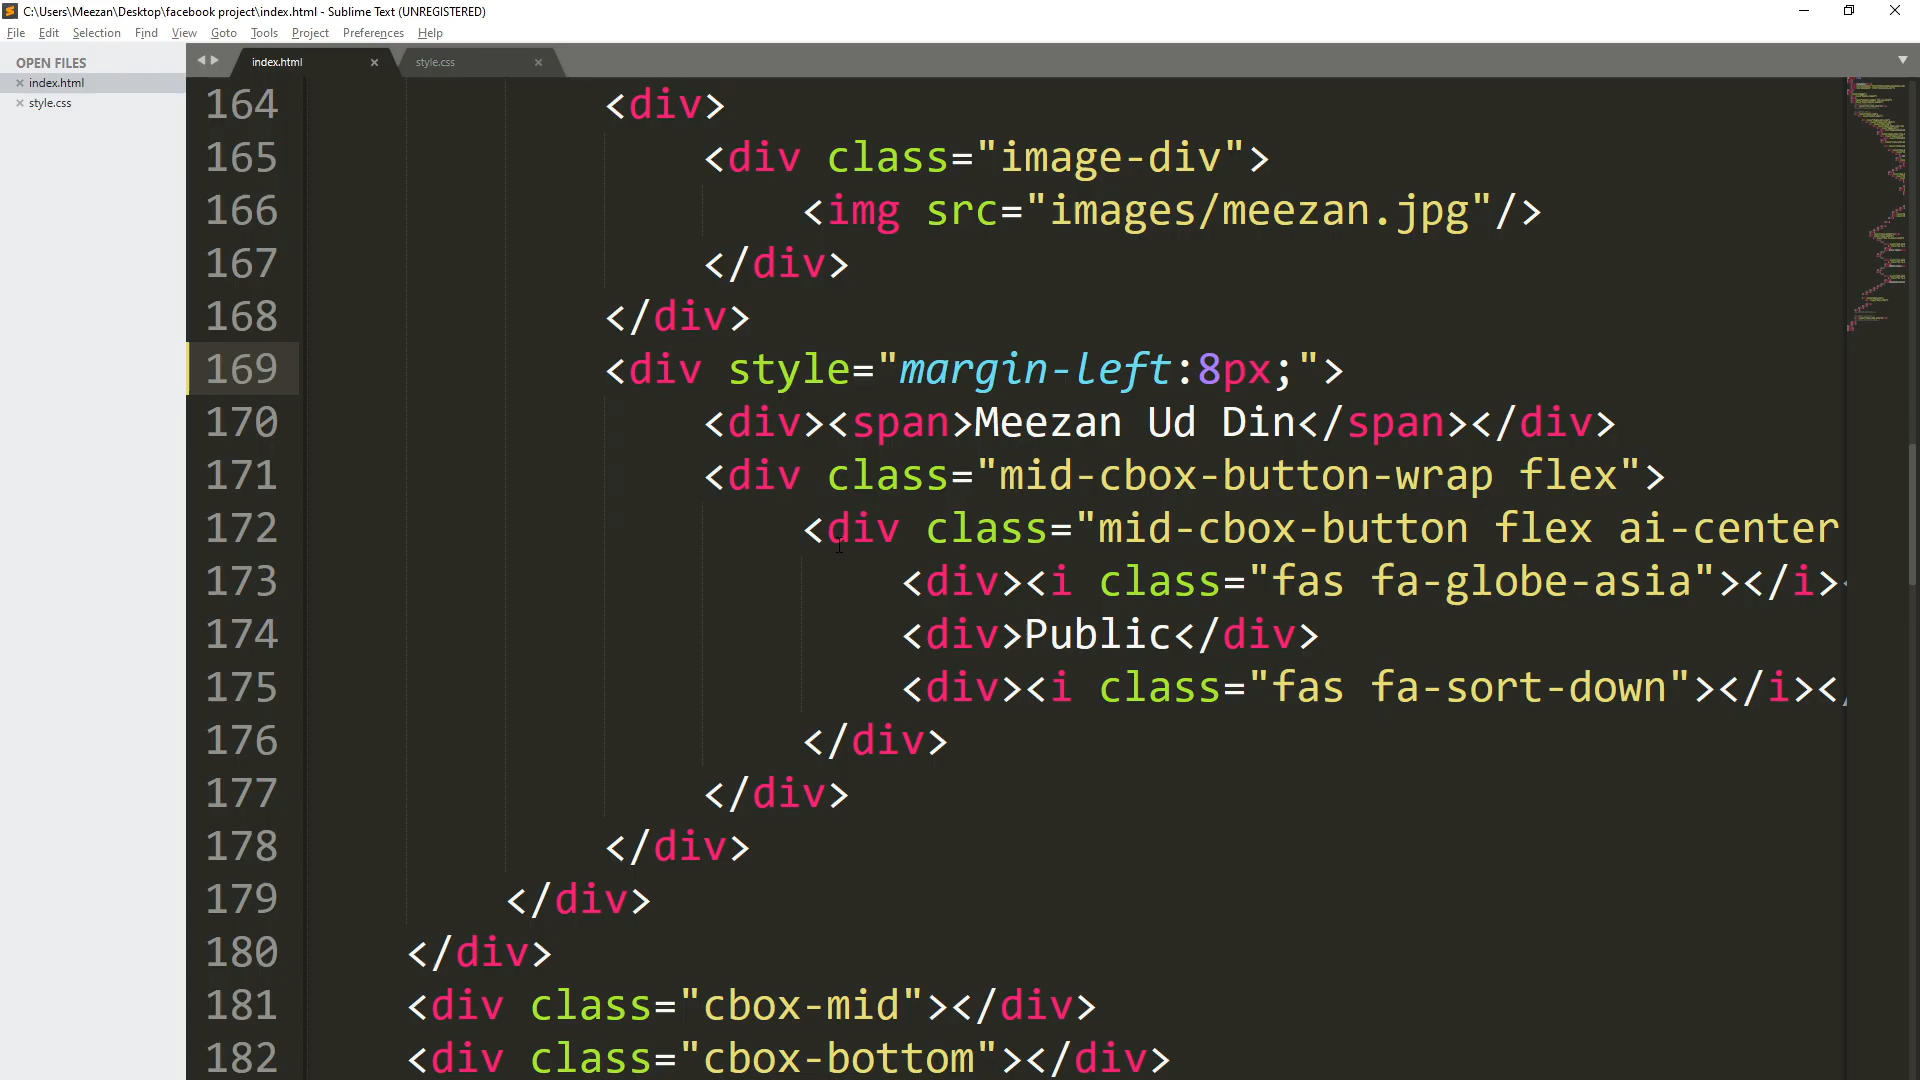 C:\Users\Meezan\Desktop\facebook project\index.html - Sublime Text (UNREGISTERED)
File Edit Selection Find View Goto Tools Project Preferences Help
OPEN FILES
index.html
style.css
index.html
style.css
164 <div>
165 <div class="image-div">
166 <img src="images/meezan.jpg"/>
167 </div>
168 </div>
169 <div style="margin-left:8px;">
170 <div><span>Meezan Ud Din</span></div>
171 <div class="mid-cbox-button-wrap flex">
172 <div class="mid-cbox-button flex ai-center
173 <div><i class="fas fa-globe-asia"></i><
174 <div>Public</div>
175 <div><i class="fas fa-sort-down"></i></
176 </div>
177 </div>
178 </div>
179 </div>
180 </div>
181 <div class="cbox-mid"></div>
182 <div class="cbox-bottom"></div>